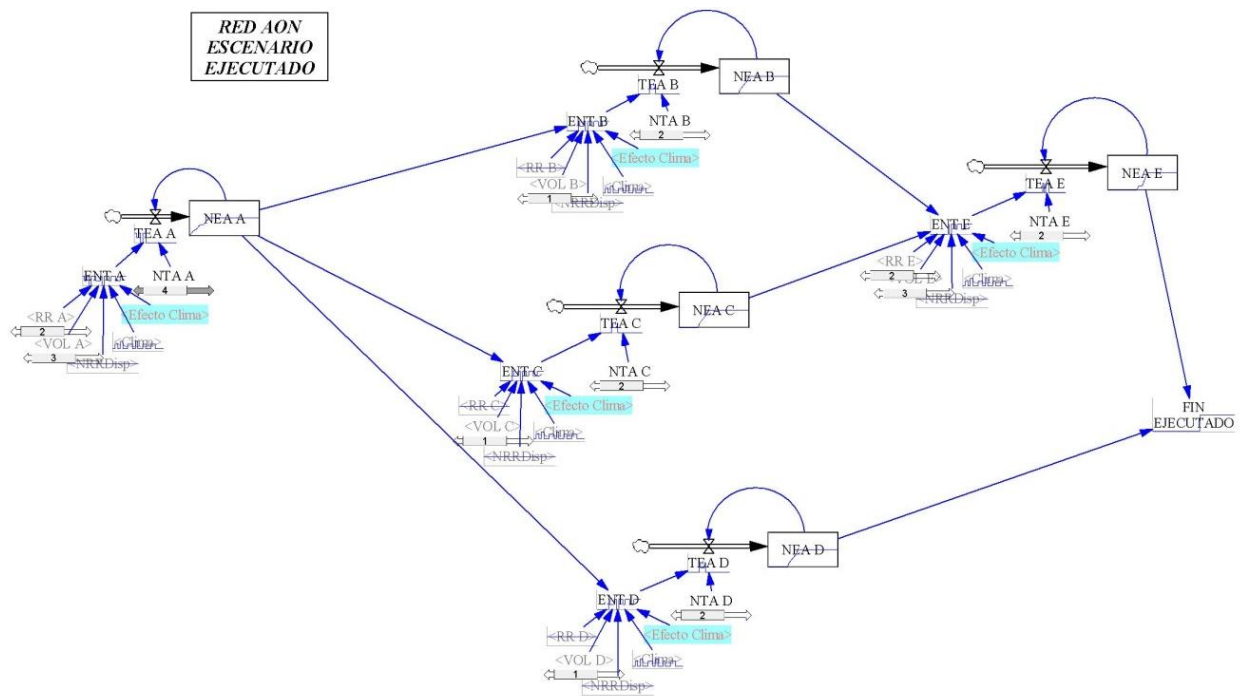 RED AON
ESCENARIO
EJECUTADO
NEA B
TEA B
ENT B
NTA B
2
<RR B>
<Efecto Clima>
<VOL B>
1
<Clima>
<NRRDisp>
NEA E
TEA E
ENT E
NTA E
2
<RR E>
2
<Efecto Clima>
<VOL E>
3
<Clima>
<NRRDisp>
NEA A
TEA A
ENT A
NTA A
4
<RR A>
2
<Efecto Clima>
<VOL A>
3
<Clima>
<NRRDisp>
NEA C
TEA C
ENT C
NTA C
2
<RR C>
<Efecto Clima>
<VOL C>
1
<Clima>
<NRRDisp>
FIN
EJECUTADO
NEA D
TEA D
ENT D
NTA D
2
<RR D>
<Efecto Clima>
<VOL D>
1
<Clima>
<NRRDisp>